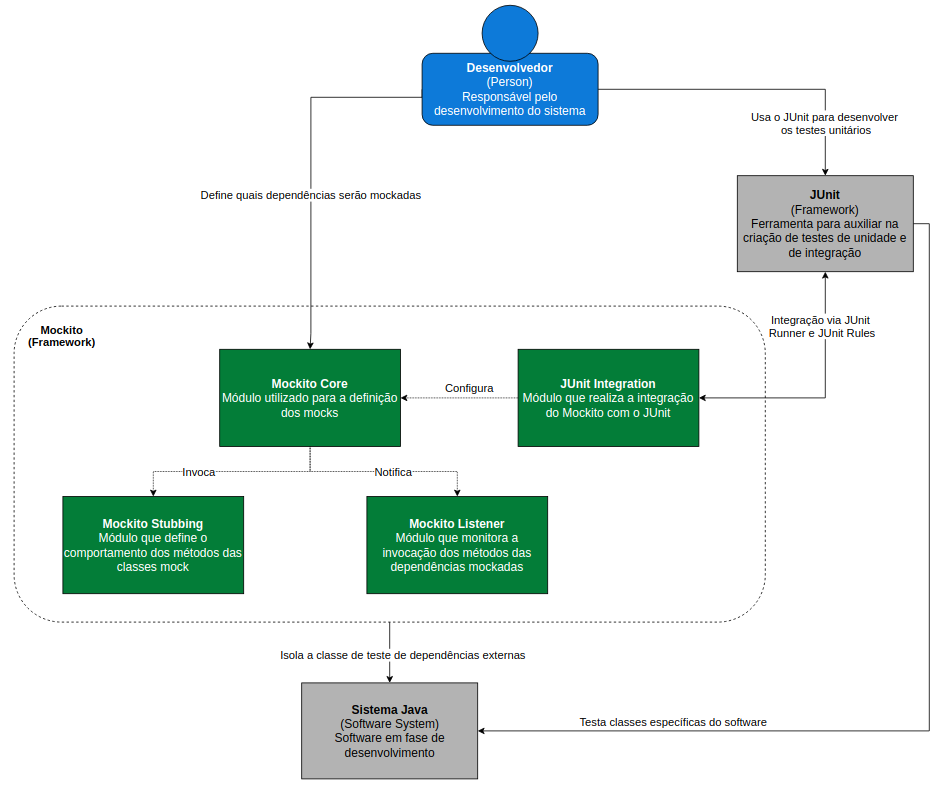 Desenvolvedor
(Person)
Responsável pelo
desenvolvimento do sistema
Usa o JUnit para desenvolver
os testes unitários
Define quais dependências serão mockadas
JUnit
(Framework)
Ferramenta para auxiliar na
criação de testes de unidade e
de integração
Integração via JUnit
Runner e JUnit Rules
Mockito
(Framework)
Mockito Core
Módulo utilizado para a definição
dos mocks
Configura
JUnit Integration
Módulo que realiza a integração
do Mockito com o JUnit
Invoca
Notifica
Mockito Stubbing
Módulo que define o
comportamento dos métodos das
classes mock
Mockito Listener
Módulo que monitora a
invocação dos métodos das
dependências mockadas
Isola a classe de teste de dependências externas
Sistema Java
(Software System)
Software em fase de
desenvolvimento
Testa classes específicas do software